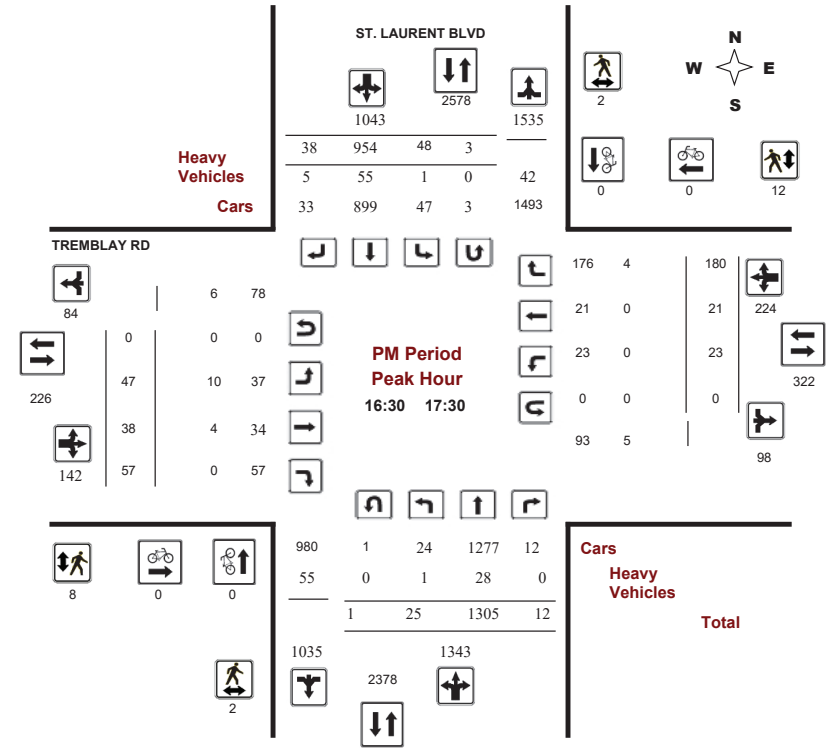 ST. LAURENT BLVD
N
W E
S
2578
2
1043 1535
38 954 48 3
Heavy
Vehicles
5 55 1 0 42
Cars
33 899 47 3 1493
0 0 12
TREMBLAY RD
84
6 78
0 0 0
226
47 10 37
38 4 34
142
57 0 57
PM Period
Peak Hour
16:30 17:30
176 4 180
21 0 21 224
23 0 23
322
0 0 0
93 5
98
980 1 24 1277 12
Cars
55 0 1 28 0
Heavy
Vehicles
1 25 1305 12
Total
8 0 0
1035 1343
2378
2